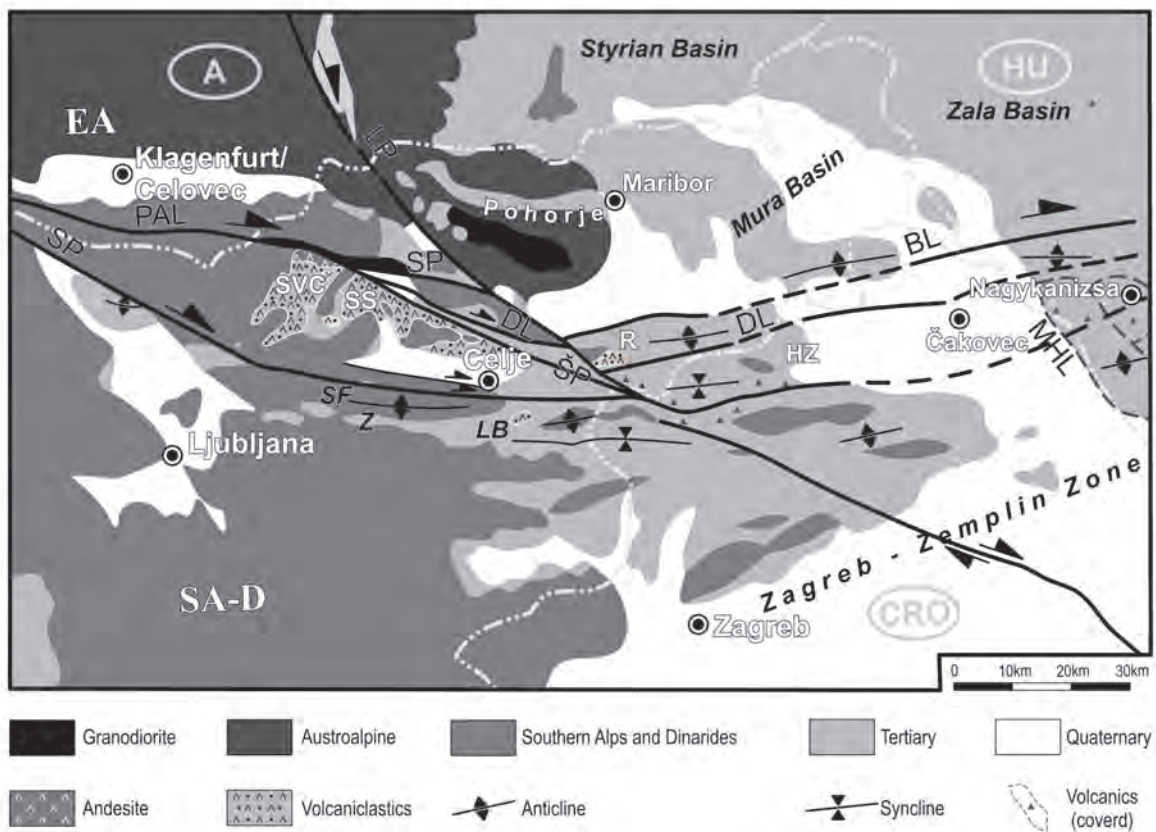 Styrian Basin
A
HU
Zala Basin
EA
Klagenfurt/
Celovec
LP
Maribor
Pohorje
Mura Basin
PAL
SP
SP
BL
SVC
SS
DL
DL
Nagykanizsa
R
HZ
Čakovec
MHL
Celje
ŠP
SF
Z
LB
Ljubljana
Zagreb - Zemplin Zone
SA-D
CRO
Zagreb
0 10km 20km 30km
Granodiorite
Austroalpine
Southern Alps and Dinarides
Tertiary
Quaternary
Andesite
Volcaniclastics
Anticline
Syncline
Volcanics
(coverd)